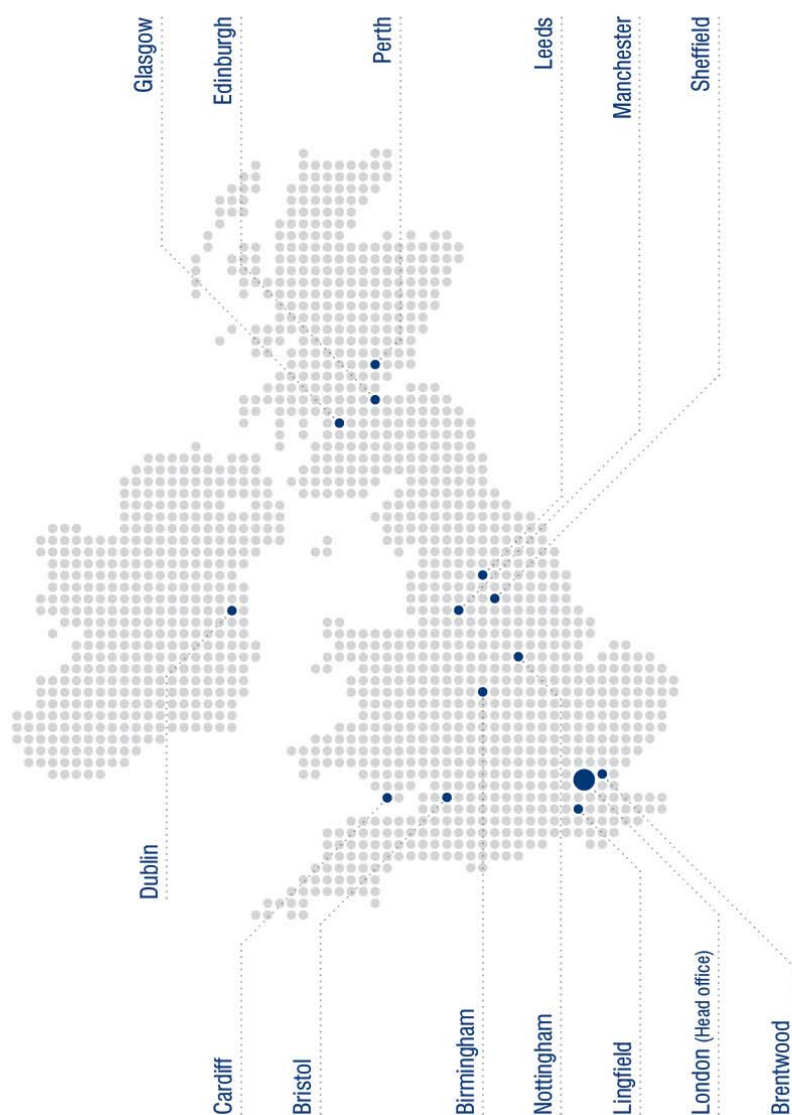 Glasgow
Edinburgh
Perth
Leeds
Manchester
Sheffield
Dublin
Cardiff
Bristol
Birmingham
Nottingham
Lingfield
London (Head office)
Brentwood